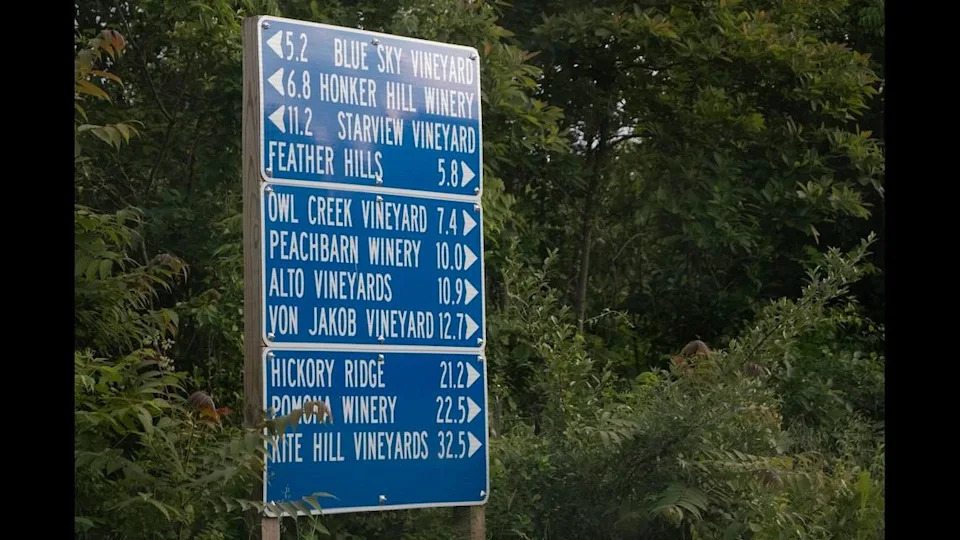 ◀5.2 BLUE SKY VINEYARD
◀6.8 HONKER HILL WINERY
◀11.2 STARVIEW VINEYARD
FEATHER HILLS 5.8▶
OWL CREEK VINEYARD 7.4▶
PEACHBARN WINERY 10.0▶
ALTO VINEYARDS 10.9▶
VON JAKOB VINEYARD 12.7▶
HICKORY RIDGE 21.2▶
POMONA WINERY 22.5▶
KITE HILL VINEYARDS 32.5▶